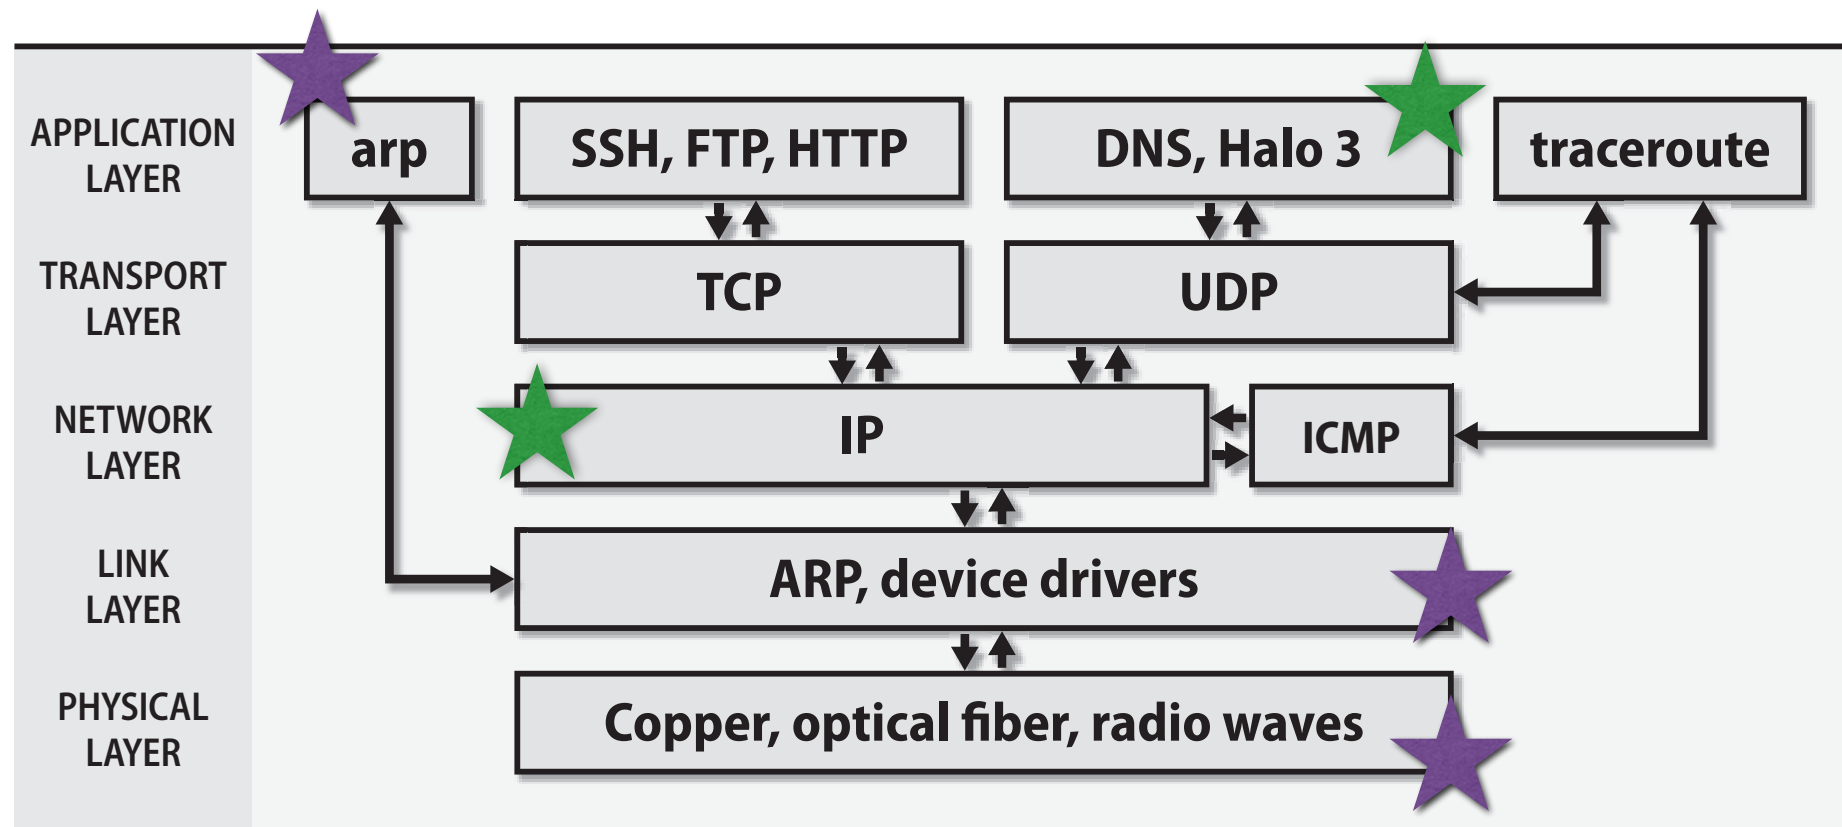 APPLICATION
LAYER
arp
SSH, FTP, HTTP
DNS, Halo 3
traceroute
TRANSPORT
LAYER
TCP
UDP
NETWORK
LAYER
IP
ICMP
LINK
LAYER
ARP, device drivers
PHYSICAL
LAYER
Copper, optical fiber, radio waves